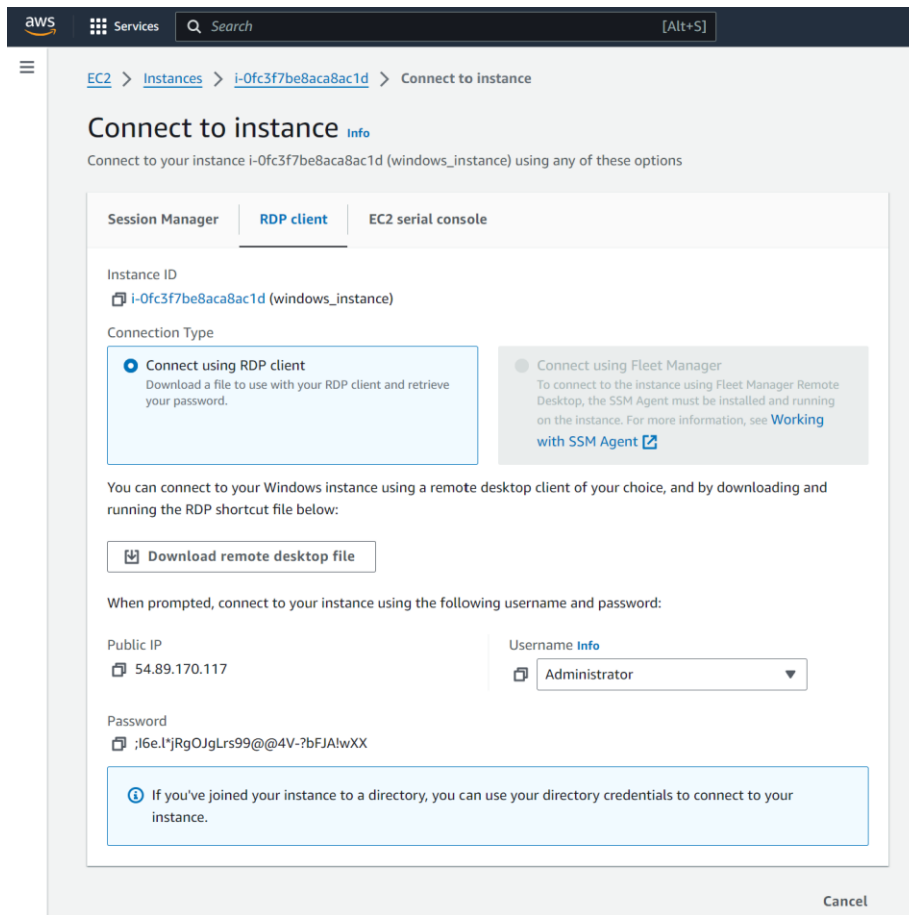 aws
Services
Search
[Alt+S]
EC2 > Instances > i-0fc3f7be8aca8ac1d > Connect to instance
Connect to instance Info
Connect to your instance i-0fc3f7be8aca8ac1d (windows_instance) using any of these options
Session Manager
RDP client
EC2 serial console
Instance ID
i-0fc3f7be8aca8ac1d (windows_instance)
Connection Type
Connect using RDP client
Download a file to use with your RDP client and retrieve
your password.
Connect using Fleet Manager
To connect to the instance using Fleet Manager Remote
Desktop, the SSM Agent must be installed and running
on the instance. For more information, see Working
with SSM Agent
You can connect to your Windows instance using a remote desktop client of your choice, and by downloading and
running the RDP shortcut file below:
Download remote desktop file
When prompted, connect to your instance using the following username and password:
Public IP
54.89.170.117
Username Info
Administrator
Password
;I6e.l*jRgOJgLrs99@@4V-?bFJA!wXX
If you've joined your instance to a directory, you can use your directory credentials to connect to your
instance.
Cancel